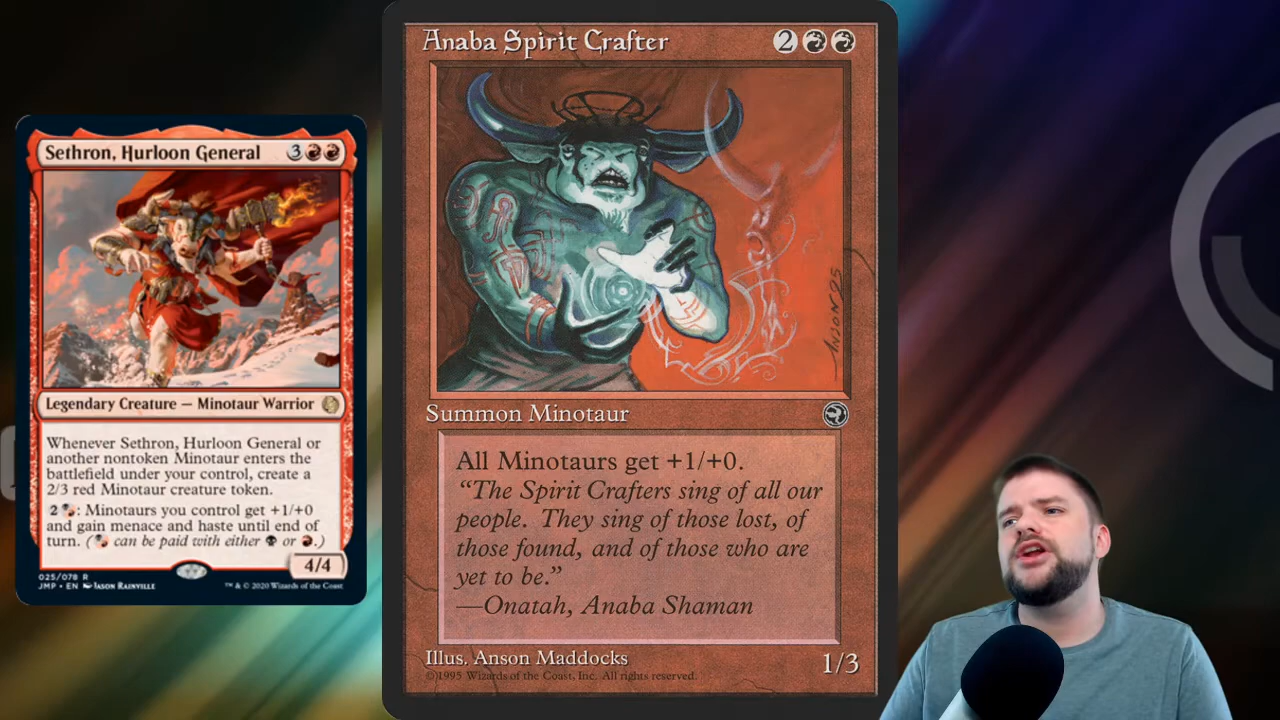 Sethron, Hurloon General 3
Legendary Creature — Minotaur Warrior
Whenever Sethron, Hurloon General or
another nontoken Minotaur enters the
battlefield under your control, create a
2/3 red Minotaur creature token.
2 : Minotaurs you control get +1/+0
and gain menace and haste until end of
turn. ( can be paid with either or .)
4/4
025/078 R
JMP • EN Jason Rainville
™ & © 2020 Wizards of the Coast
Anaba Spirit Crafter 2
ANSON 95
Summon Minotaur
All Minotaurs get +1/+0.
“The Spirit Crafters sing of all our
people. They sing of those lost, of
those found, and of those who are
yet to be.”
—Onatah, Anaba Shaman
Illus. Anson Maddocks
©1995 Wizards of the Coast, Inc. All rights reserved.
1/3